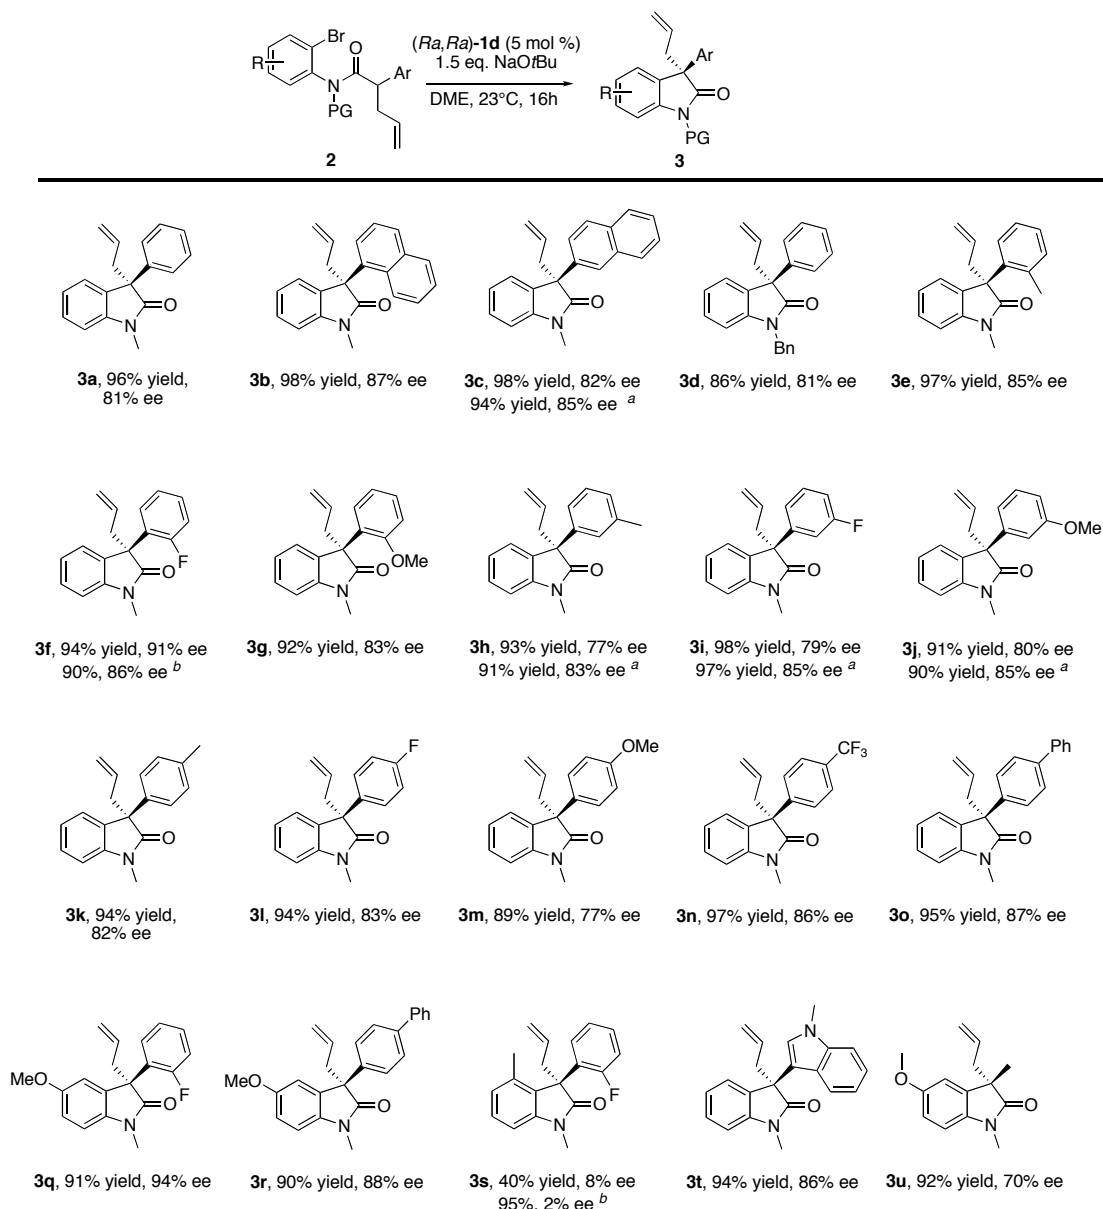 Br
R
O
Ar
N
PG
2
(Ra,Ra)-1d (5 mol %)
1.5 eq. NaOtBu
DME, 23°C, 16h
Ar
R
O
N
PG
3
O
N
3a, 96% yield,
81% ee
O
N
3b, 98% yield, 87% ee
O
N
3c, 98% yield, 82% ee
94% yield, 85% ee a
O
N
Bn
3d, 86% yield, 81% ee
O
N
3e, 97% yield, 85% ee
F
O
N
3f, 94% yield, 91% ee
90%, 86% ee b
OMe
O
N
3g, 92% yield, 83% ee
O
N
3h, 93% yield, 77% ee
91% yield, 83% ee a
F
O
N
3i, 98% yield, 79% ee
97% yield, 85% ee a
OMe
O
N
3j, 91% yield, 80% ee
90% yield, 85% ee a
O
N
3k, 94% yield,
82% ee
F
O
N
3l, 94% yield, 83% ee
OMe
O
N
3m, 89% yield, 77% ee
CF3
O
N
3n, 97% yield, 86% ee
Ph
O
N
3o, 95% yield, 87% ee
MeO
F
O
N
3q, 91% yield, 94% ee
Ph
MeO
O
N
3r, 90% yield, 88% ee
F
O
N
3s, 40% yield, 8% ee
95%, 2% ee b
N
O
N
3t, 94% yield, 86% ee
O
O
N
3u, 92% yield, 70% ee